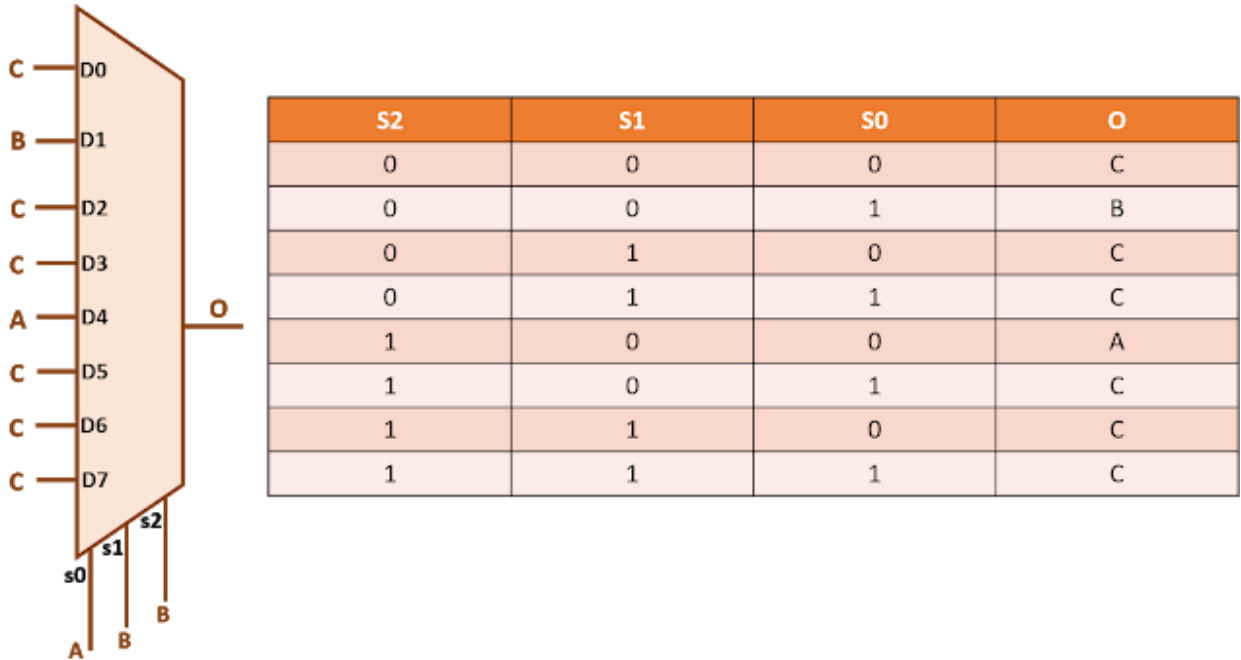 C D0
B D1
C D2
C D3
A D4
C D5
C D6
C D7
O
s2
s1
s0
B
B
A
S2 S1 S0 O
0 0 0 C
0 0 1 B
0 1 0 C
0 1 1 C
1 0 0 A
1 0 1 C
1 1 0 C
1 1 1 C